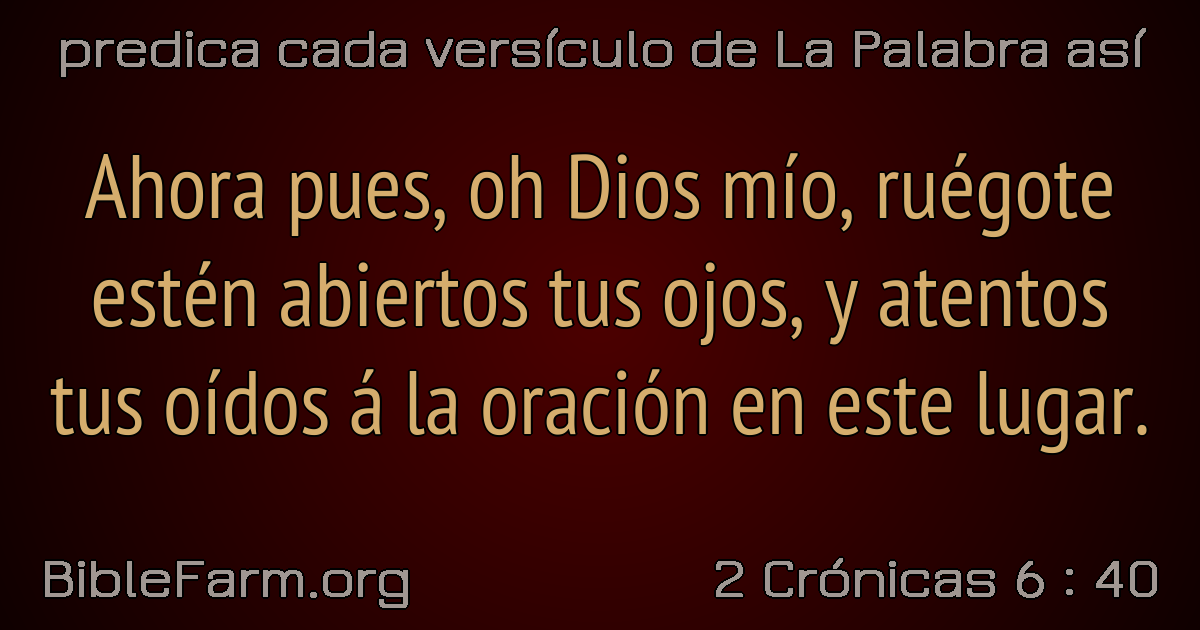 predica cada versículo de La Palabra así
Ahora pues, oh Dios mío, ruégote
estén abiertos tus ojos, y atentos
tus oídos á la oración en este lugar.
BibleFarm.org
2 Crónicas 6 : 40